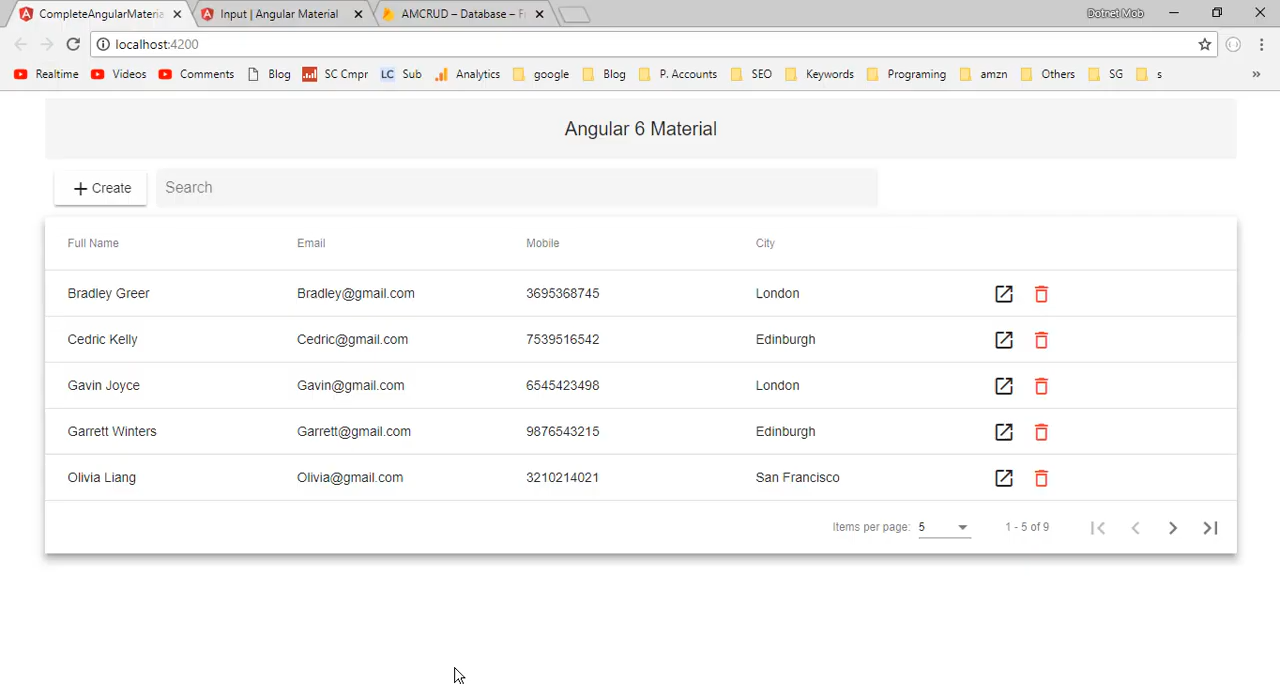 CompleteAngularMateria
Input | Angular Material
AMCRUD – Database – F
Dotnet Mob
localhost:4200
Realtime Videos Comments Blog SC Cmpr LC Sub Analytics google Blog P. Accounts SEO Keywords Programing amzn Others SG s »
Angular 6 Material
+ Create Search
Full Name Email Mobile City
Bradley Greer Bradley@gmail.com 3695368745 London
Cedric Kelly Cedric@gmail.com 7539516542 Edinburgh
Gavin Joyce Gavin@gmail.com 6545423498 London
Garrett Winters Garrett@gmail.com 9876543215 Edinburgh
Olivia Liang Olivia@gmail.com 3210214021 San Francisco
Items per page: 5 1 - 5 of 9